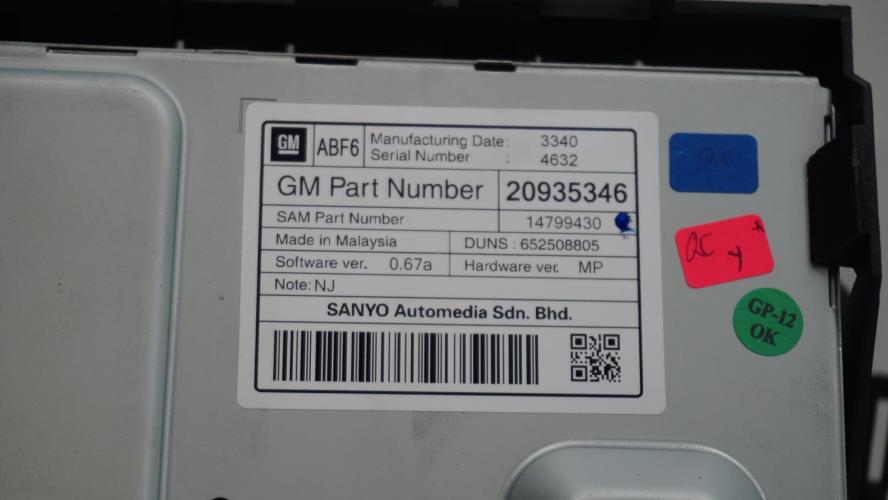 GM ABF6 Manufacturing Date: 3340
Serial Number : 4632
GM Part Number 20935346
SAM Part Number 14799430
Made in Malaysia DUNS : 652508805
Software ver. 0.67a Hardware ver. MP
Note: NJ
SANYO Automedia Sdn. Bhd.
QC
GP-12
OK